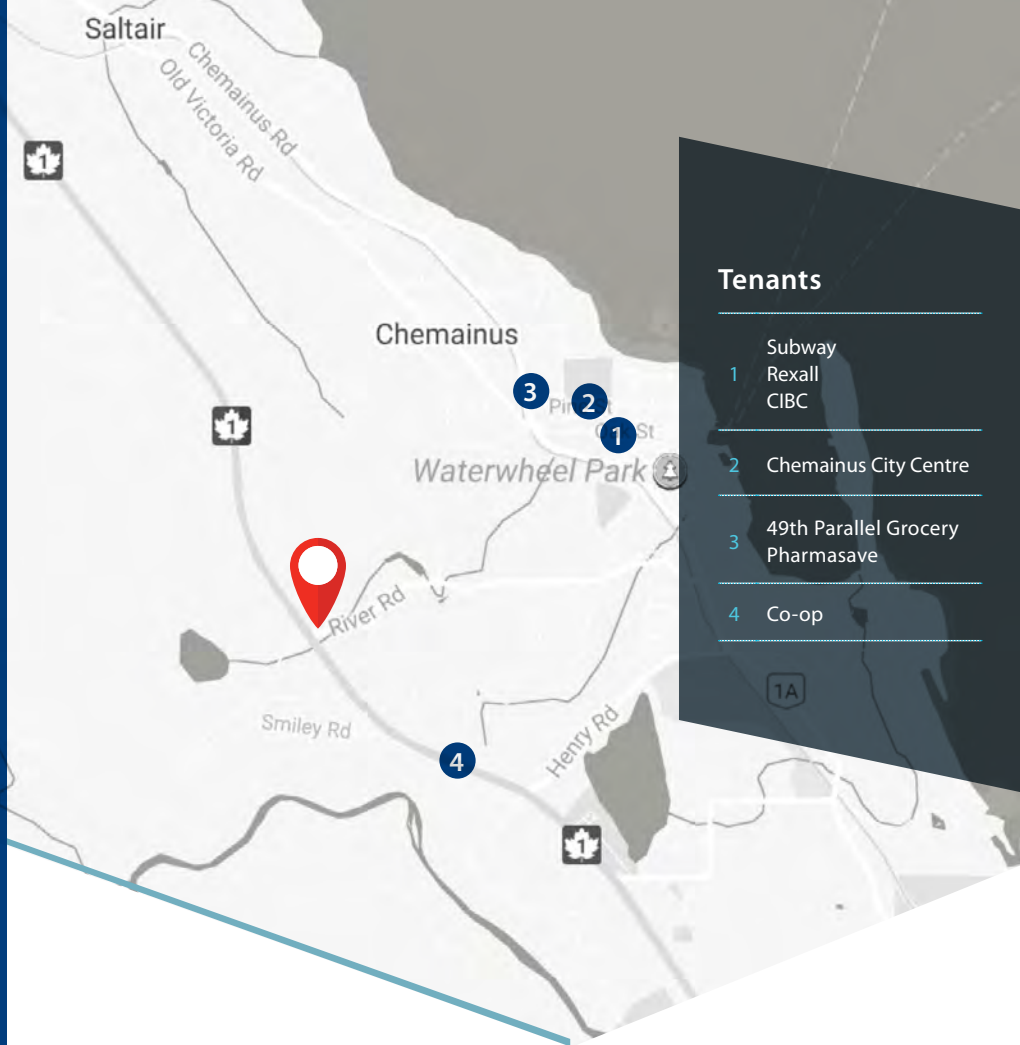 Saltair
Chemainus Rd
Old Victoria Rd
1
Tenants
Subway
1 Rexall
CIBC
2 Chemainus City Centre
49th Parallel Grocery
3 Pharmasave
4 Co-op
Chemainus
3
2
1
St
Waterwheel Park
1
River Rd
Smiley Rd
4
Henry Rd
1A
1